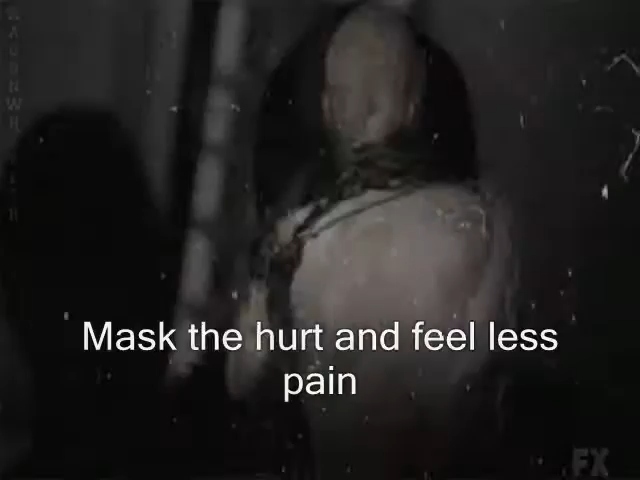 Mask the hurt and feel less
pain
FX